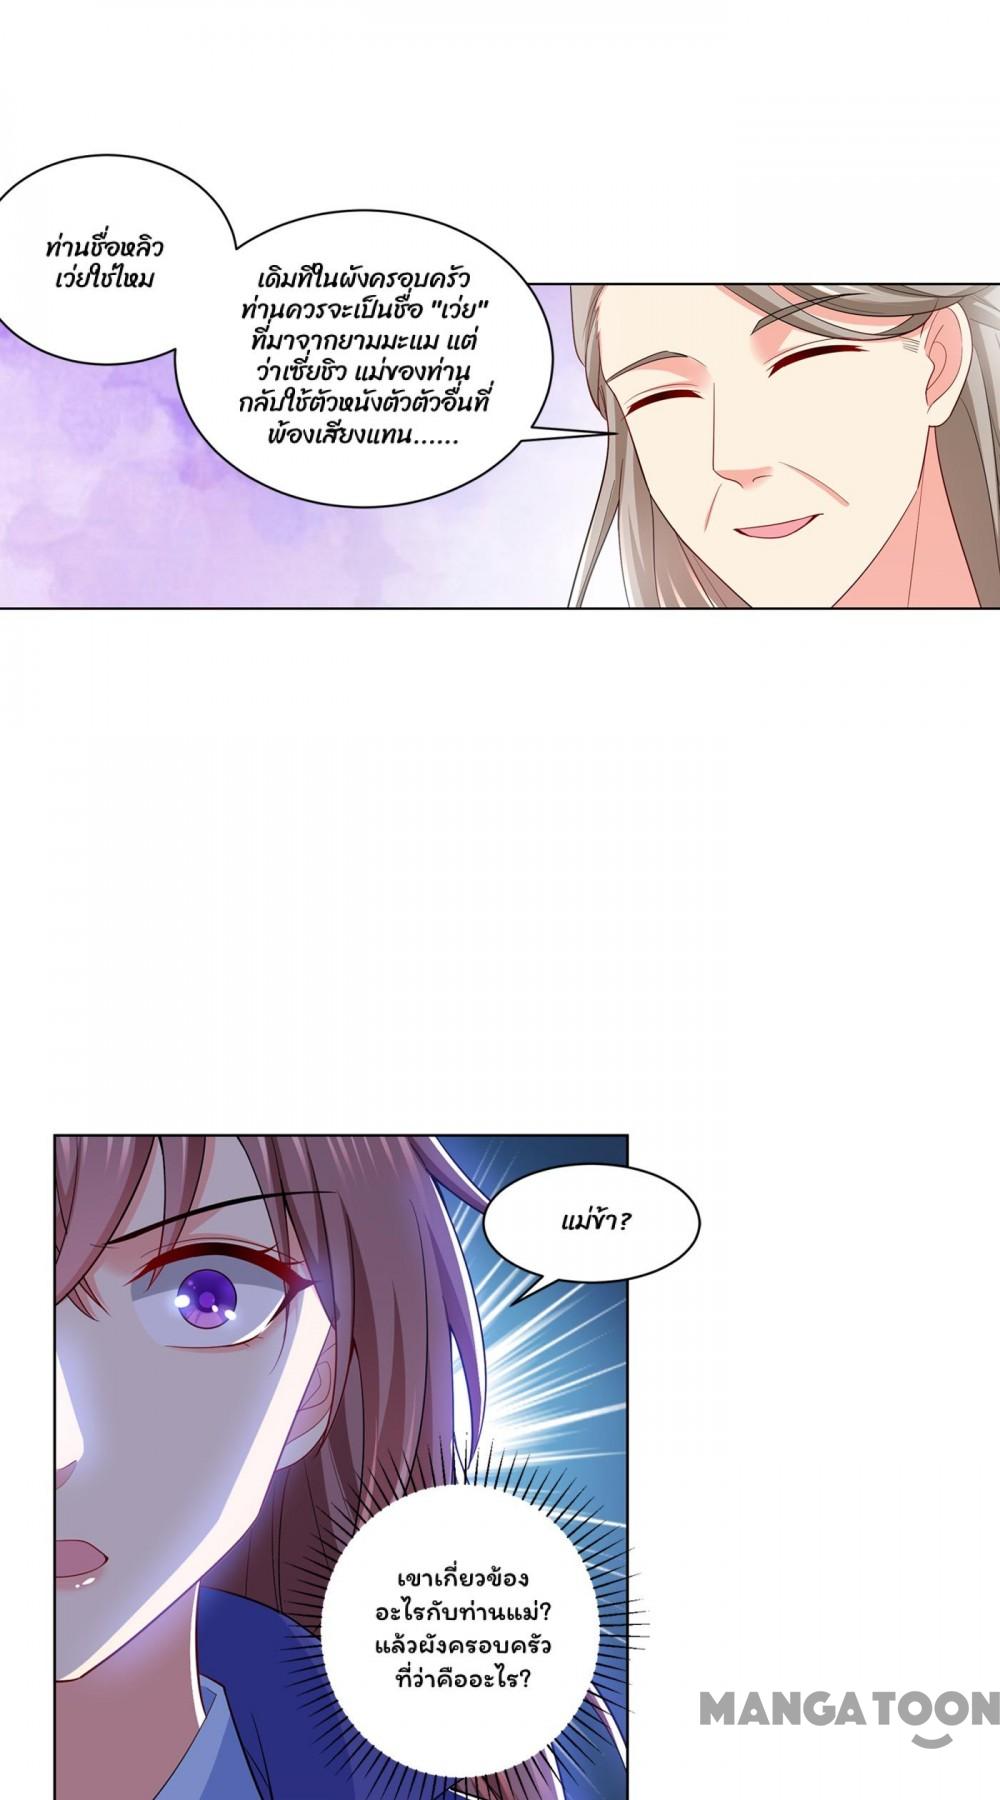 ท่านชื่อหลิว
เว่ยใช่ไหม
เดิมทีในผังครอบครัว
ท่านควรจะเป็นชื่อ "เว่ย"
ที่มาจากยามมะแม แต่
ว่าเซี่ยชิว แม่ของท่าน
กลับใช้ตัวหนังตัวตัวอื่นที่
พ้องเสียงแทน......
แม่ข้า?
เขาเกี่ยวข้อง
อะไรกับท่านแม่?
แล้วผังครอบครัว
ที่ว่าคืออะไร?
MANGATOON